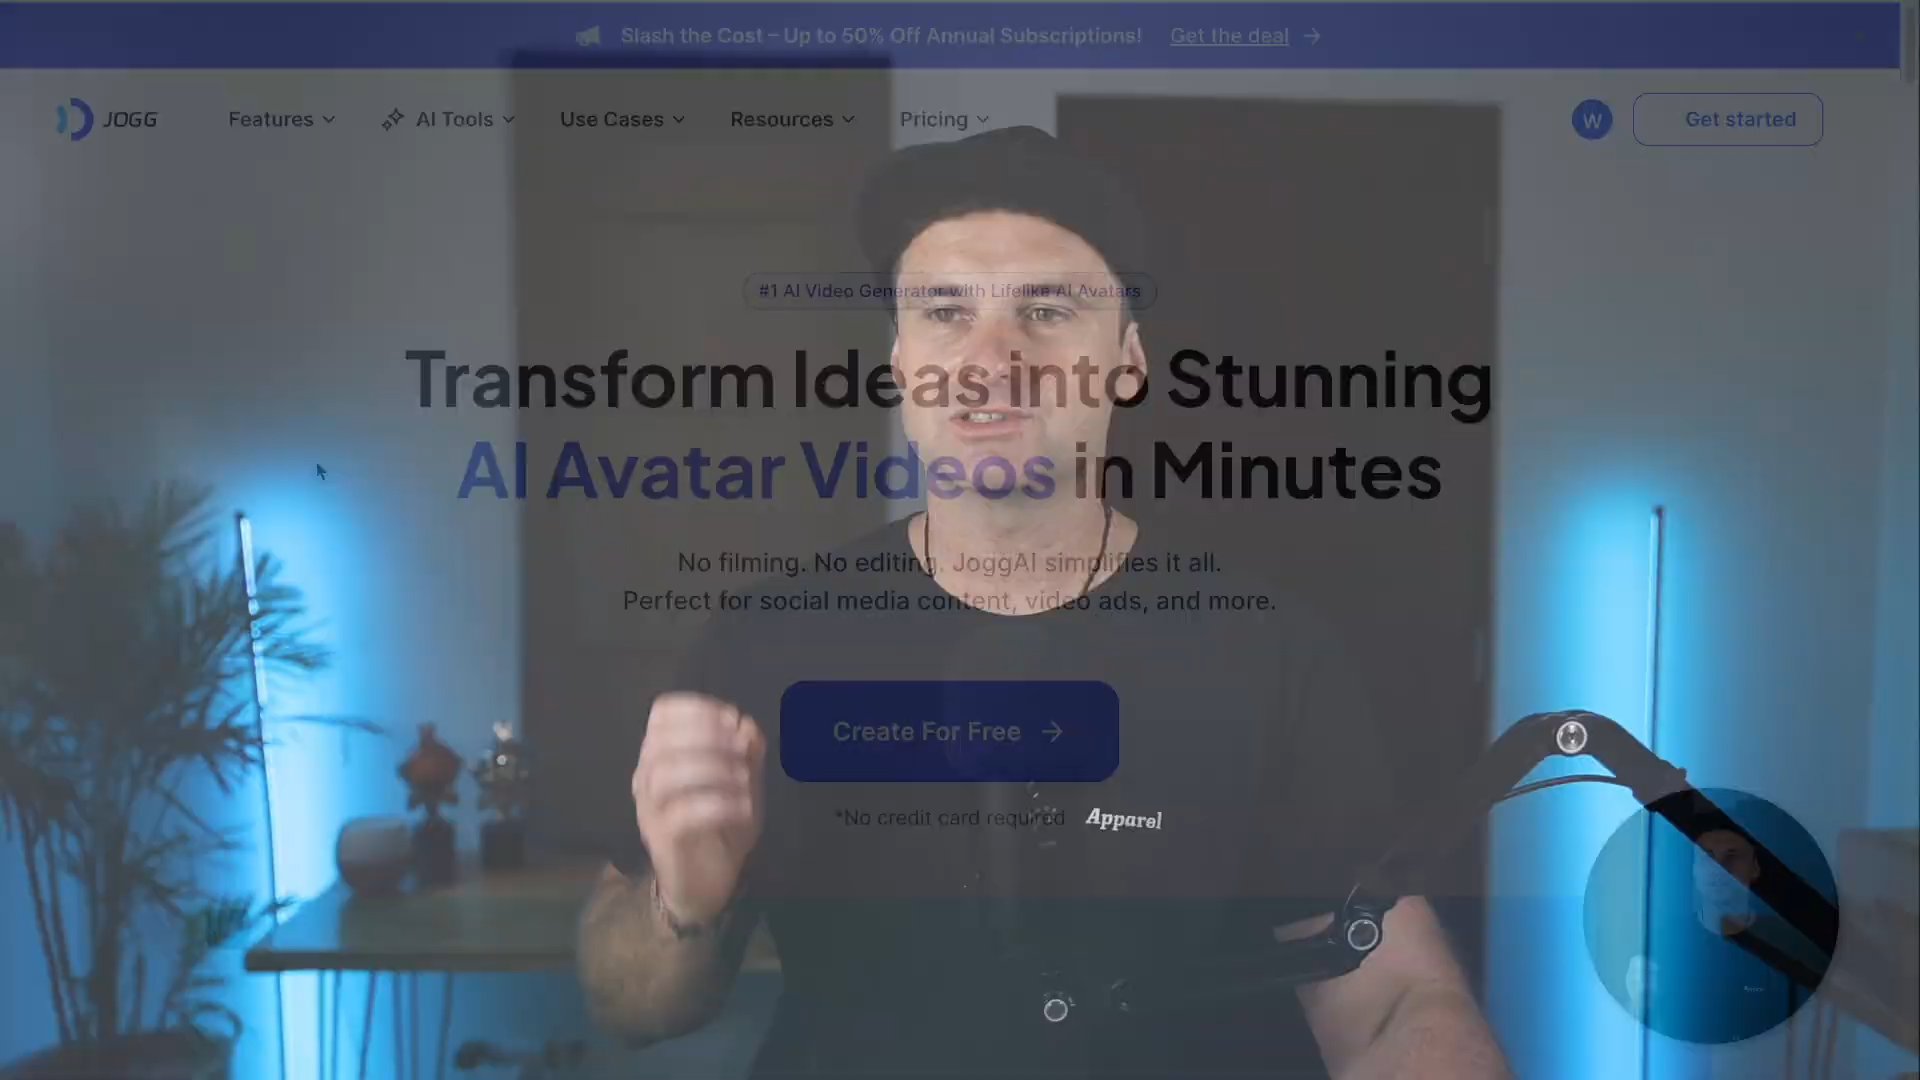 Slash the Cost – Up to 50% Off Annual Subscriptions! Get the deal →
JOGG Features AI Tools Use Cases Resources Pricing W Get started
#1 AI Video Generator with Lifelike AI Avatars
Transform Ideas into Stunning
AI Avatar Videos in Minutes
No filming. No editing. JoggAI simplifies it all.
Perfect for social media content, video ads, and more.
Create For Free →
*No credit card required
Apparel